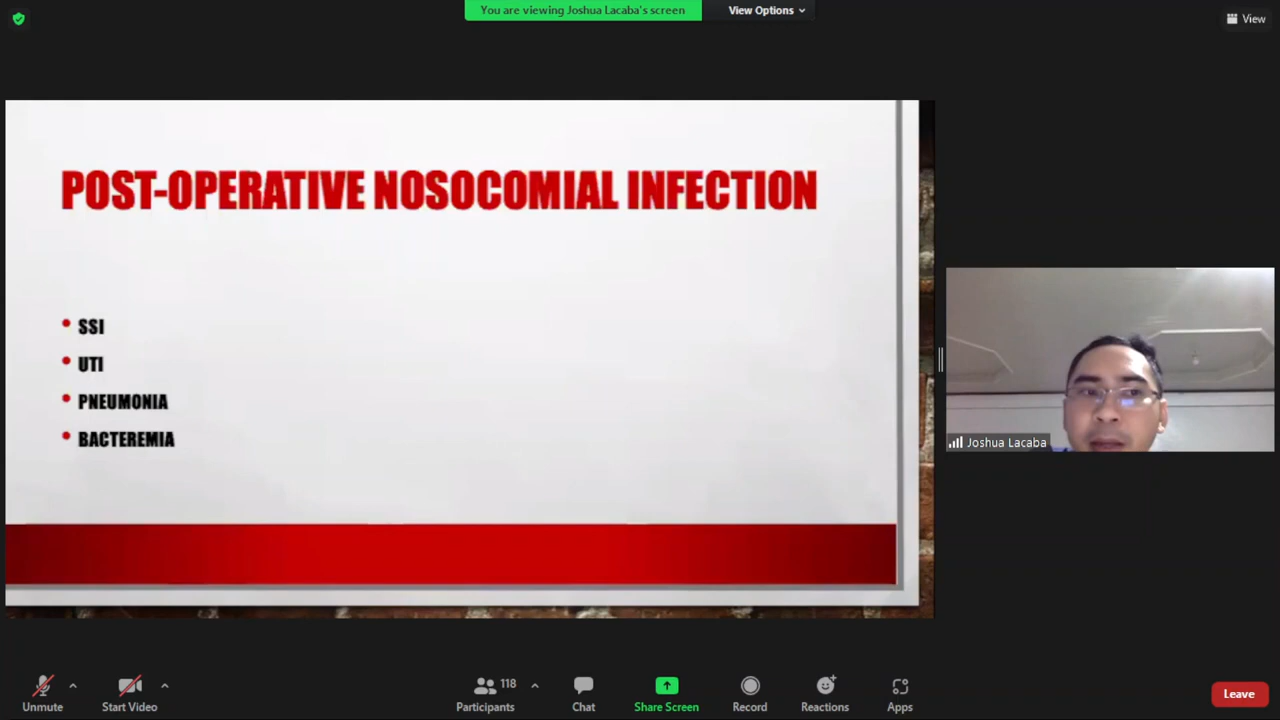 You are viewing Joshua Lacaba's screen
View Options
View
POST-OPERATIVE NOSOCOMIAL INFECTION
• SSI
• UTI
• PNEUMONIA
• BACTEREMIA
Joshua Lacaba
Unmute
Start Video
118
Participants
Chat
Share Screen
Record
Reactions
Apps
Leave